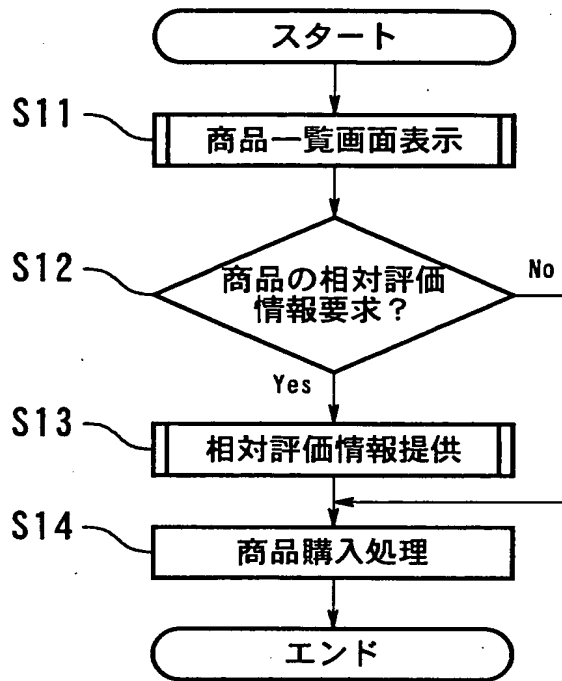 スタート
S11
商品一覧画面表示
S12
商品の相対評価
情報要求？
No
Yes
S13
相対評価情報提供
S14
商品購入処理
エンド